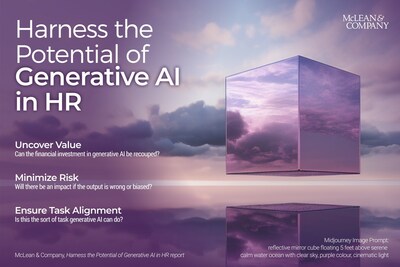 Harness the
Potential of
Generative AI
in HR
McLEAN &
COMPANY
Uncover Value
Can the financial investment in generative AI be recouped?
Minimize Risk
Will there be an impact if the output is wrong or biased?
Ensure Task Alignment
Is this the sort of task generative AI can do?
McLean & Company, Harness the Potential of Generative AI in HR report
Midjourney Image Prompt:
reflective mirror cube floating 5 feet above serene
calm water ocean with clear sky, purple colour, cinematic light